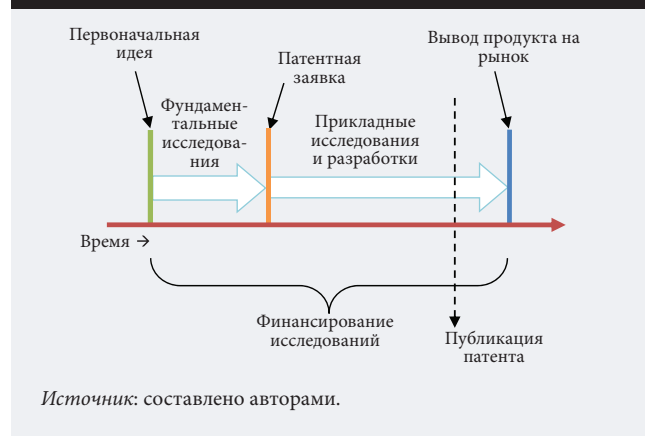 Первоначальная
идея
Патентная
заявка
Вывод продукта на
рынок
Фундамен-
тальные
исследова-
ния
Прикладные
исследования
и разработки
Время →
Финансирование
исследований
Публикация
патента
Источник: составлено авторами.